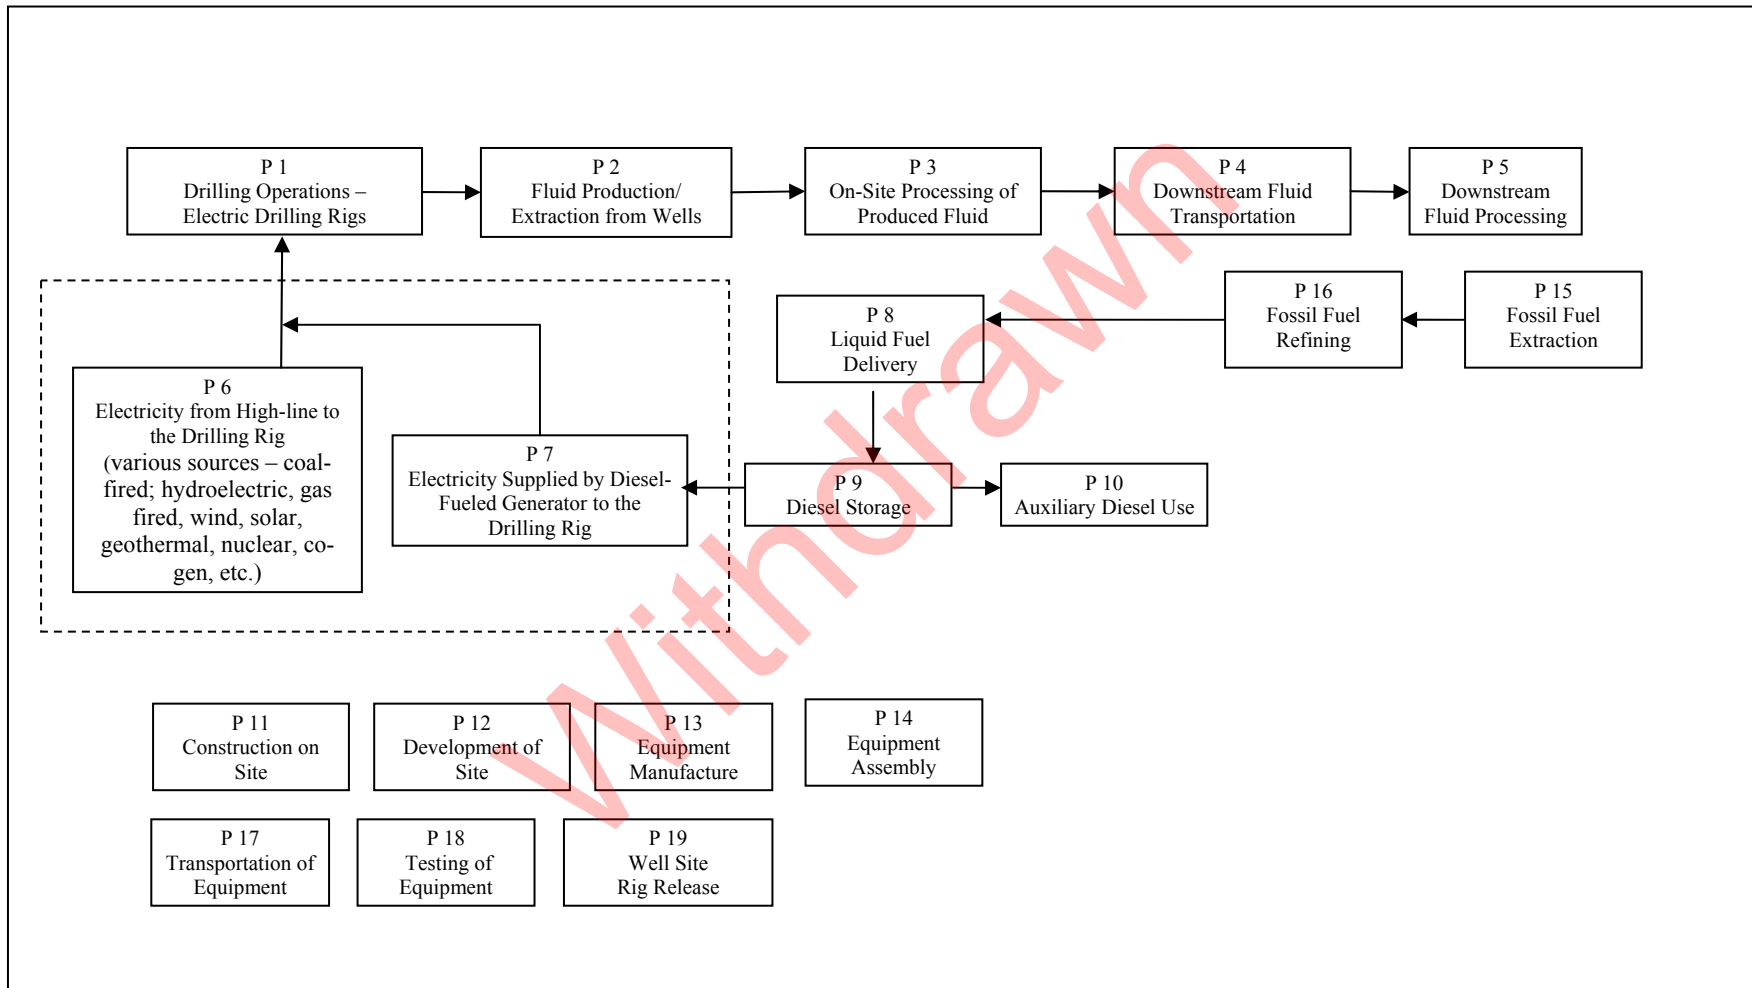 P 1
Drilling Operations –
Electric Drilling Rigs
P 2
Fluid Production/
Extraction from Wells
P 3
On-Site Processing of
Produced Fluid
P 4
Downstream Fluid
Transportation
P 5
Downstream
Fluid Processing
P 16
Fossil Fuel
Refining
P 15
Fossil Fuel
Extraction
P 8
Liquid Fuel
Delivery
P 6
Electricity from High-line to
the Drilling Rig
(various sources – coal-
fired; hydroelectric, gas
fired, wind, solar,
geothermal, nuclear, co-
gen, etc.)
P 7
Electricity Supplied by Diesel-
Fueled Generator to the
Drilling Rig
P 9
Diesel Storage
P 10
Auxiliary Diesel Use
P 11
Construction on
Site
P 12
Development of
Site
P 13
Equipment
Manufacture
P 14
Equipment
Assembly
P 17
Transportation of
Equipment
P 18
Testing of
Equipment
P 19
Well Site
Rig Release
Withdrawn